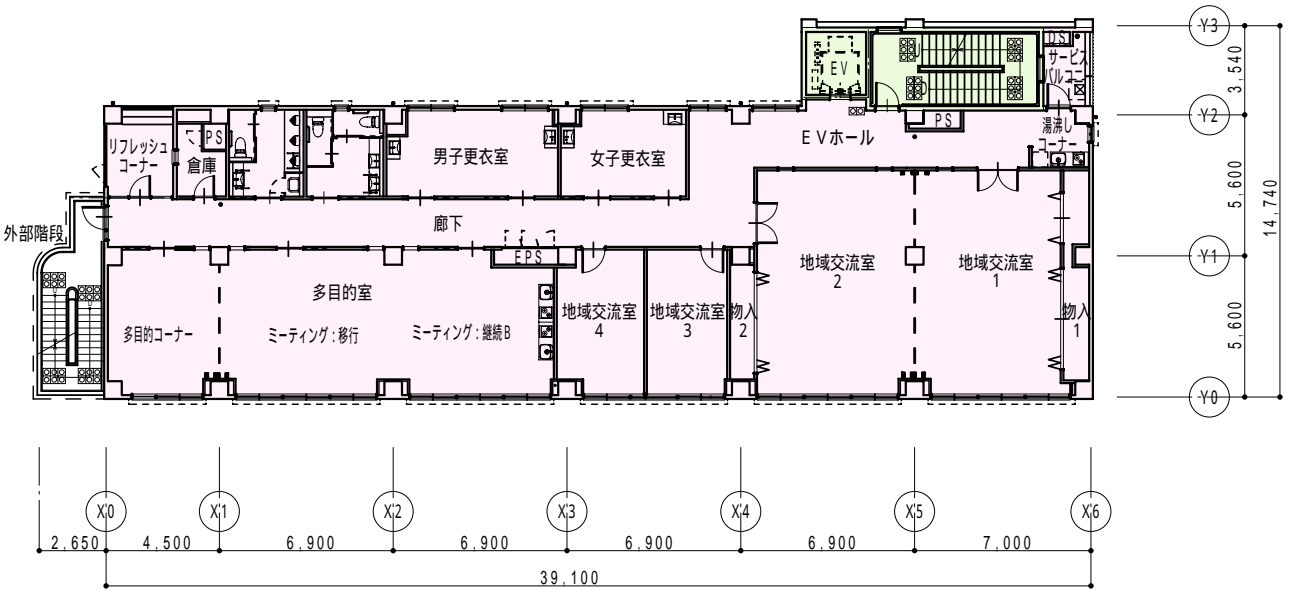 Y3
DS
サービス
バルコニー
EV
3,540
Y2
PS
湯沸し
コーナー
EVホール
PS
リフレッシュ
コーナー
倉庫
男子更衣室
女子更衣室
5,600
14,740
廊下
外部階段
EPS
Y1
地域交流室
2
地域交流室
1
多目的室
多目的コーナー
ミーティング:移行
ミーティング:継続B
地域交流室
4
地域交流室
3
物入
2
物入
1
5,600
Y0
X0
X1
X2
X3
X4
X5
X6
2,650
4,500
6,900
6,900
6,900
6,900
7,000
39,100